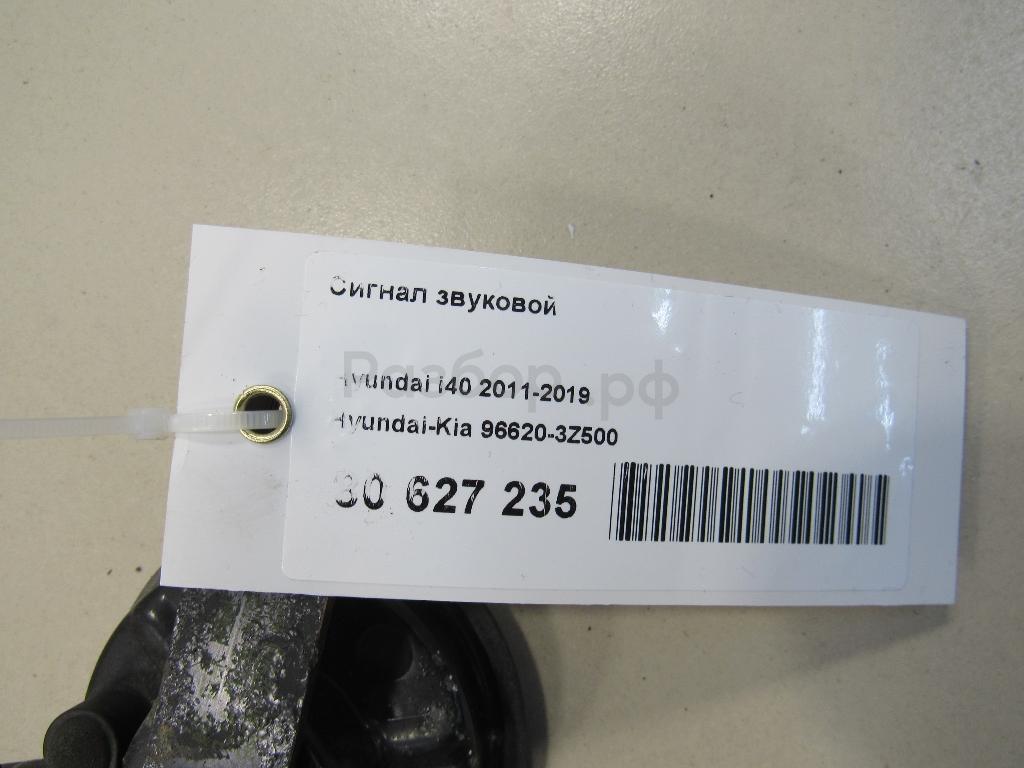 Сигнал звуковой
Разбор.рф
Hyundai i40 2011-2019
Hyundai-Kia 96620-3Z500
30 627 235